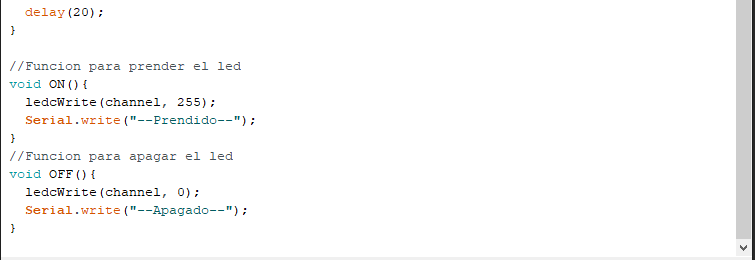 delay(20);
}

//Funcion para prender el led
void ON(){
  ledcWrite(channel, 255);
  Serial.write("--Prendido--");
}
//Funcion para apagar el led
void OFF(){
  ledcWrite(channel, 0);
  Serial.write("--Apagado--");
}